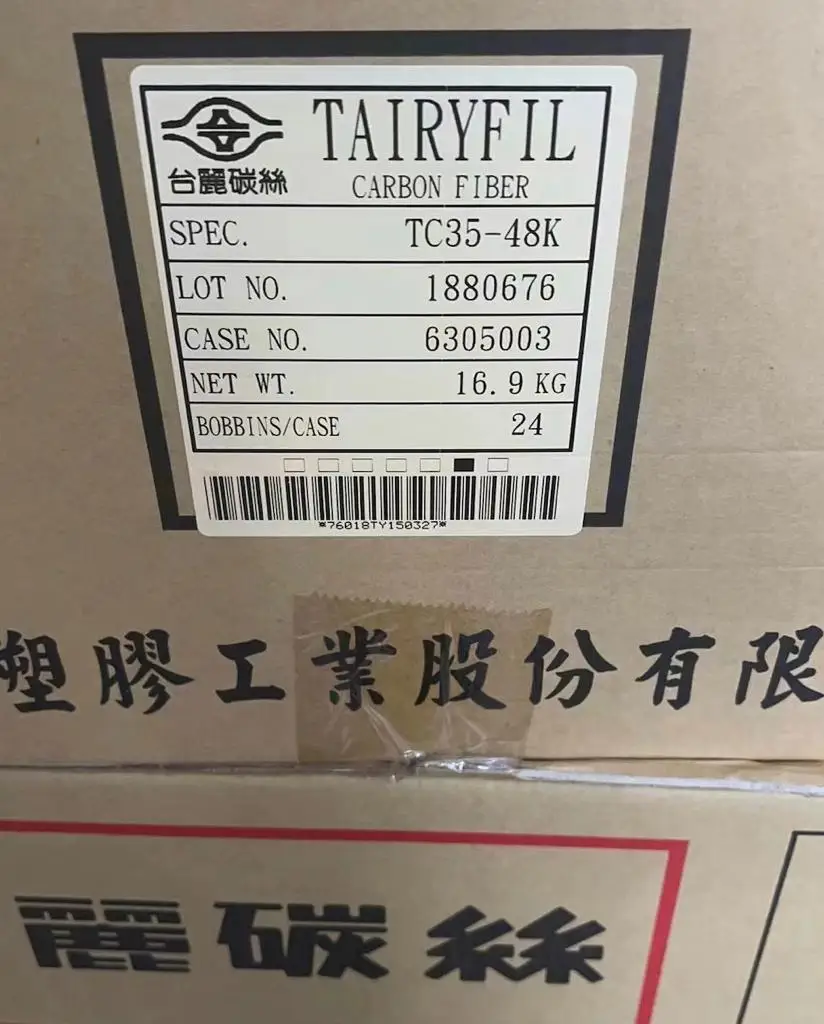 TAIRYFIL
台麗碳絲
CARBON FIBER
SPEC. TC35-48K
LOT NO. 1880676
CASE NO. 6305003
NET WT. 16.9 KG
BOBBINS/CASE 24
*76018TY150327*
塑膠工業股份有限
麗碳絲